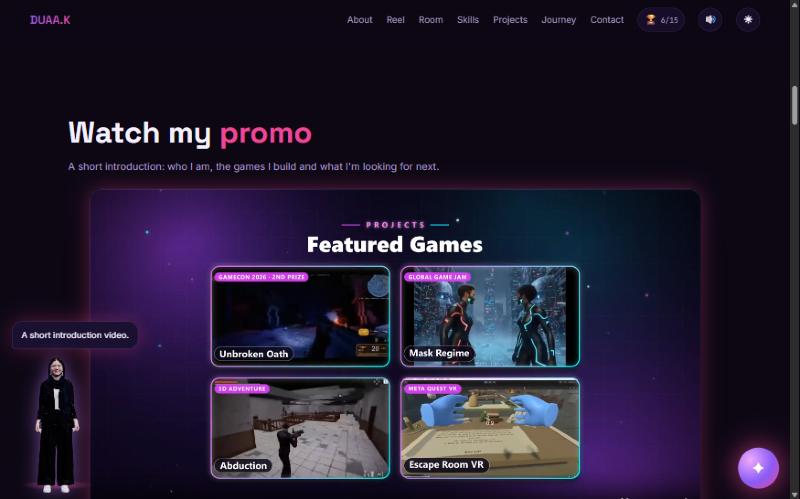 DUAA.K
About Reel Room Skills Projects Journey Contact 6/15
Watch my promo
A short introduction: who I am, the games I build and what I'm looking for next.
PROJECTS
Featured Games
GAMECON 2026 - 2ND PRIZE
Unbroken Oath
GLOBAL GAME JAM
Mask Regime
A short introduction video.
3D ADVENTURE
Abduction
META QUEST VR
Escape Room VR